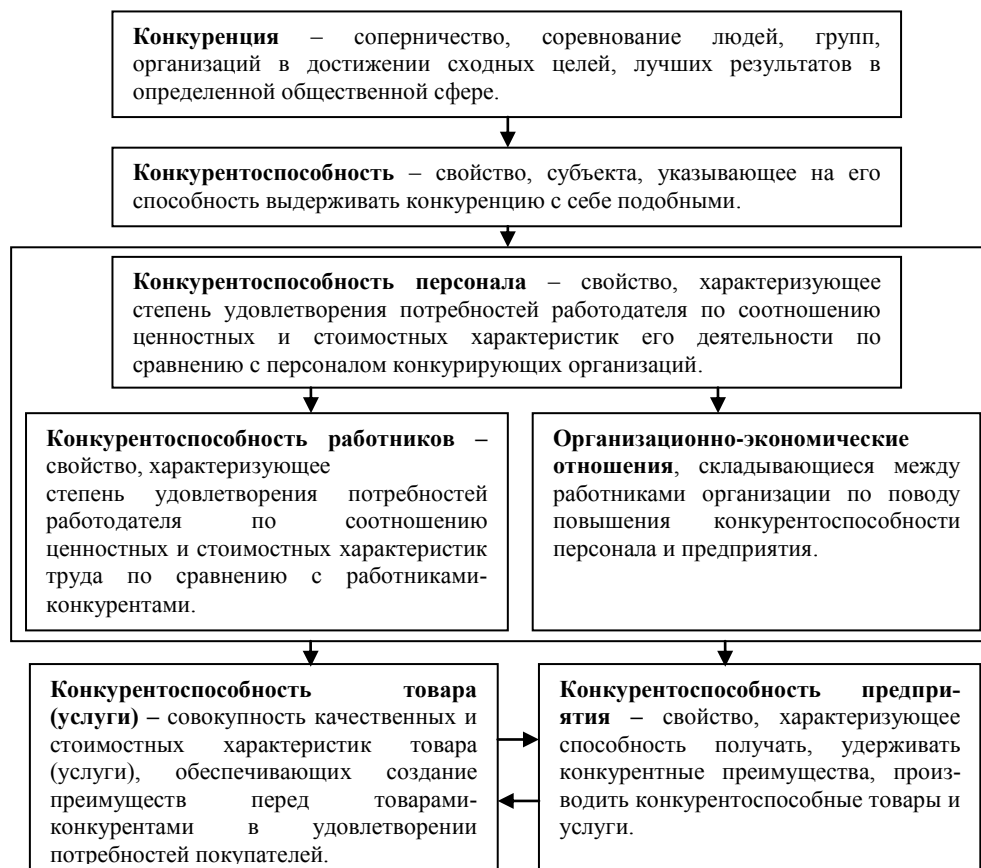 Конкуренция – соперничество, соревнование людей, групп,
организаций в достижении сходных целей, лучших результатов в
определенной общественной сфере.
Конкурентоспособность – свойство, субъекта, указывающее на его
способность выдерживать конкуренцию с себе подобными.
Конкурентоспособность персонала – свойство, характеризующее
степень удовлетворения потребностей работодателя по соотношению
ценностных и стоимостных характеристик его деятельности по
сравнению с персоналом конкурирующих организаций.
Конкурентоспособность работников –
свойство, характеризующее
степень удовлетворения потребностей
работодателя по соотношению
ценностных и стоимостных характеристик
труда по сравнению с работниками-
конкурентами.
Организационно-экономические
отношения, складывающиеся между
работниками организации по поводу
повышения конкурентоспособности
персонала и предприятия.
Конкурентоспособность товара
(услуги) – совокупность качественных и
стоимостных характеристик товара
(услуги), обеспечивающих создание
преимуществ перед товарами-
конкурентами в удовлетворении
потребностей покупателей.
Конкурентоспособность предпри-
ятия – свойство, характеризующее
способность получать, удерживать
конкурентные преимущества, произ-
водить конкурентоспособные товары и
услуги.